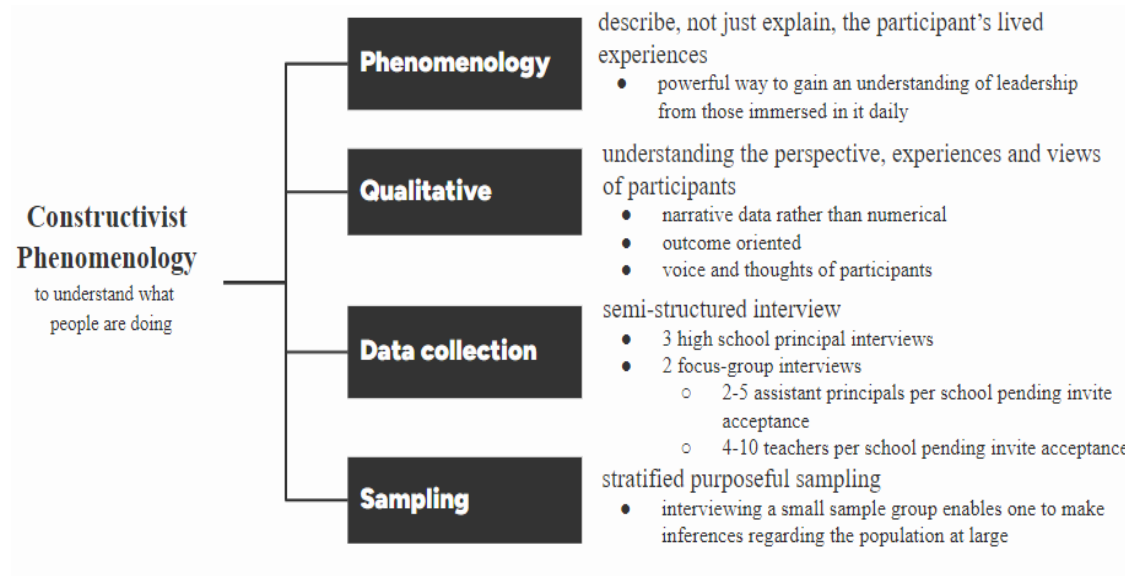 Constructivist
Phenomenology
to understand what
people are doing
Phenomenology
describe, not just explain, the participant's lived
experiences
● powerful way to gain an understanding of leadership
from those immersed in it daily
Qualitative
understanding the perspective, experiences and views
of participants
● narrative data rather than numerical
● outcome oriented
● voice and thoughts of participants
Data collection
semi-structured interview
● 3 high school principal interviews
● 2 focus-group interviews
○ 2-5 assistant principals per school pending invite
acceptance
○ 4-10 teachers per school pending invite acceptance
Sampling
stratified purposeful sampling
● interviewing a small sample group enables one to make
inferences regarding the population at large